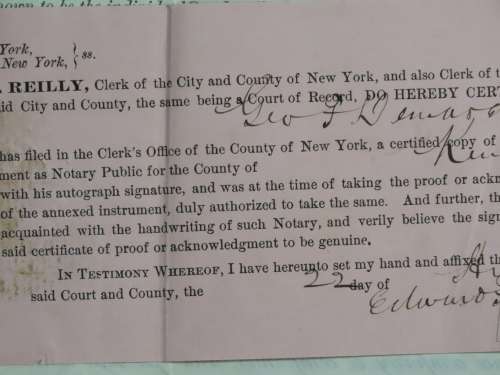 York,
New York, } ss.
REILLY, Clerk of the City and County of New York, and also Clerk of t
aid City and County, the same being a Court of Record, DO HEREBY CERT
Geo F Demare
has filed in the Clerk's Office of the County of New York, a certified copy of
ment as Notary Public for the County of
with his autograph signature, and was at the time of taking the proof or ackn
of the annexed instrument, duly authorized to take the same. And further, th
acquainted with the handwriting of such Notary, and verily believe the sign
said certificate of proof or acknowledgment to be genuine.
IN TESTIMONY WHEREOF, I have hereunto set my hand and affixed th
said Court and County, the 22 day of
Edward